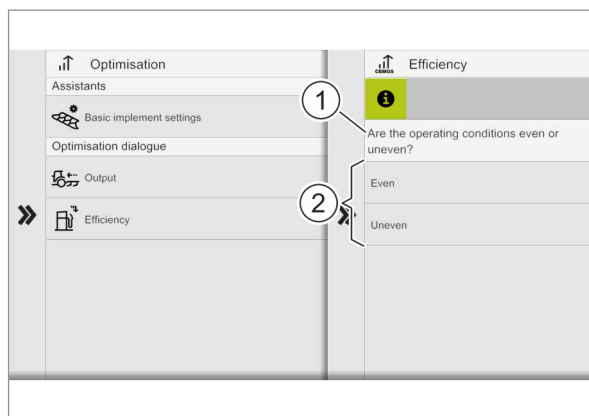 Optimisation
Assistants
Basic implement settings
Optimisation dialogue
Output
Efficiency
CEMOS
Efficiency
Are the operating conditions even or
uneven?
Even
Uneven
1
2